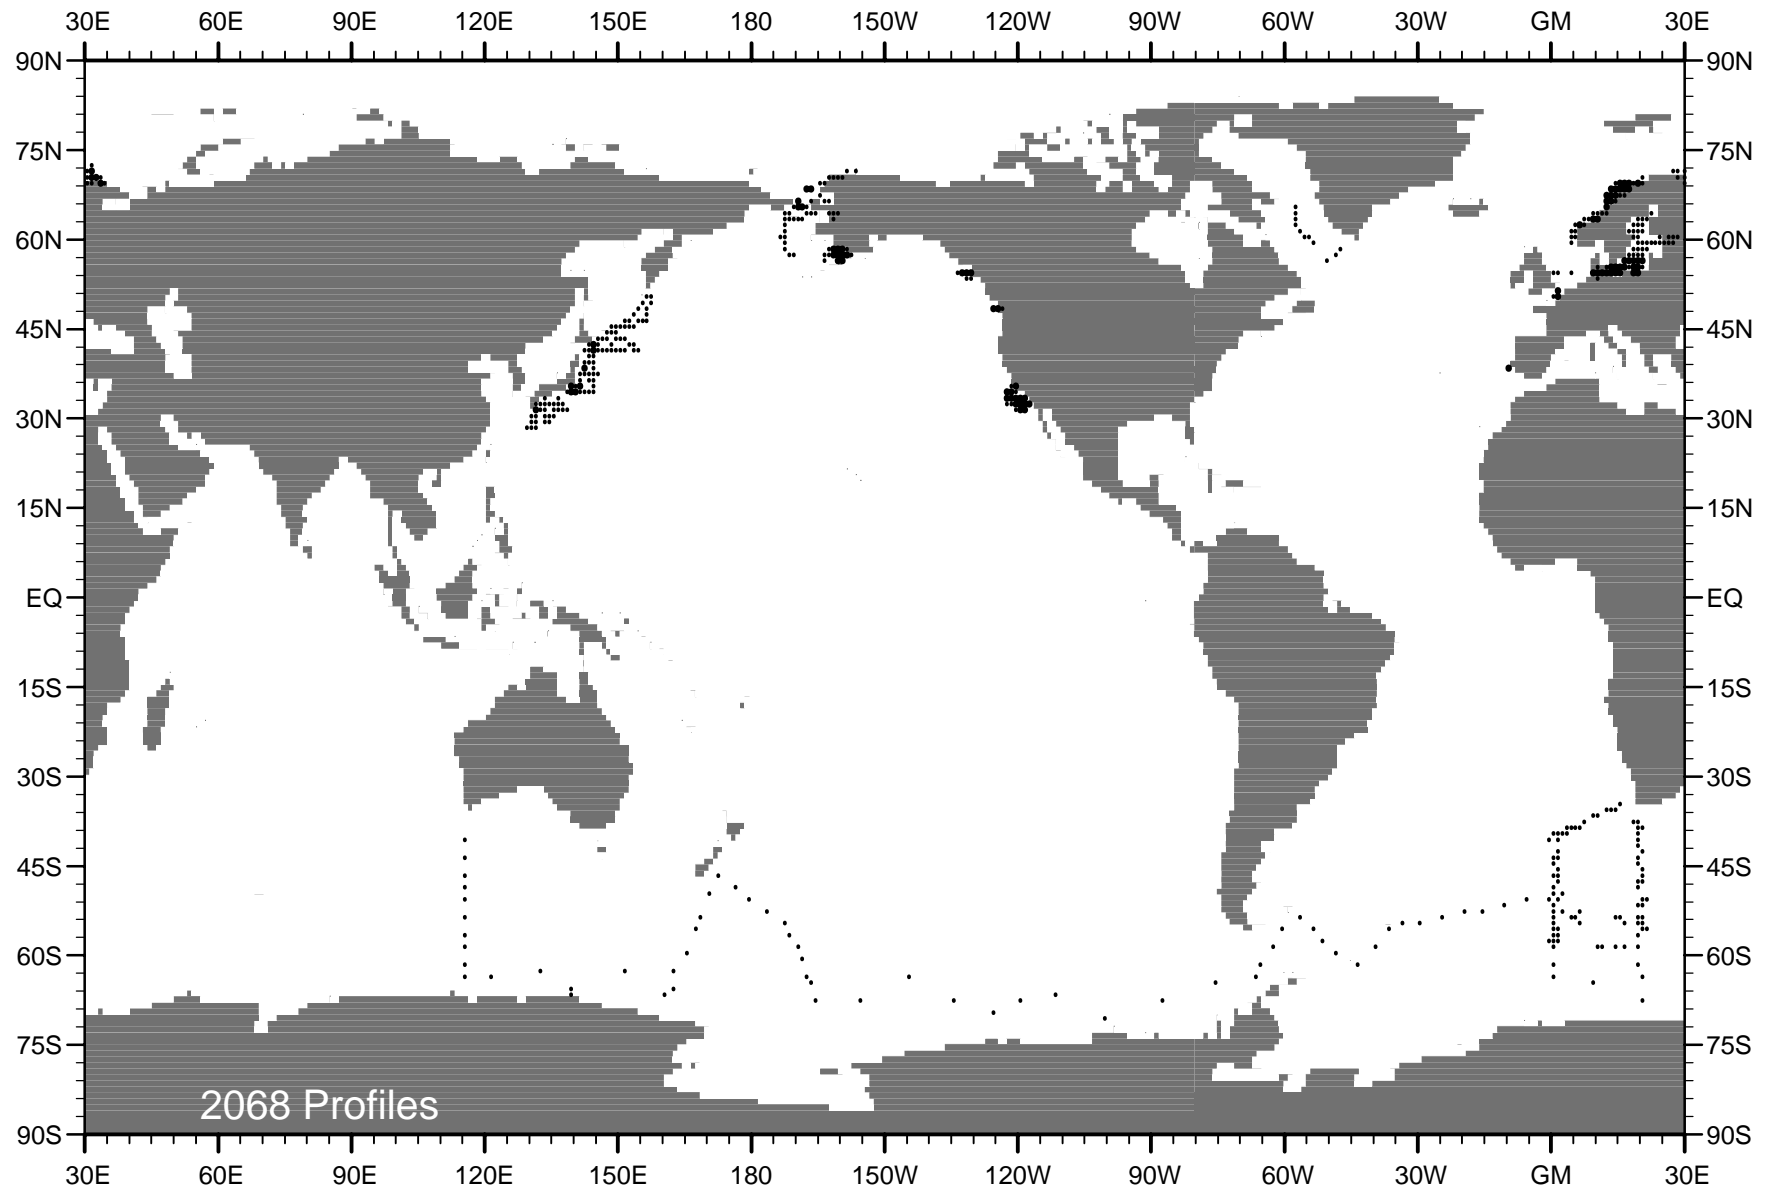 30E 60E 90E 120E 150E 180 150W 120W 90W 60W 30W GM 30E
90N 90N
75N 75N
60N 60N
45N 45N
30N 30N
15N 15N
EQ EQ
15S 15S
30S 30S
45S 45S
60S 60S
75S 75S
2068 Profiles
90S 90S
30E 60E 90E 120E 150E 180 150W 120W 90W 60W 30W GM 30E